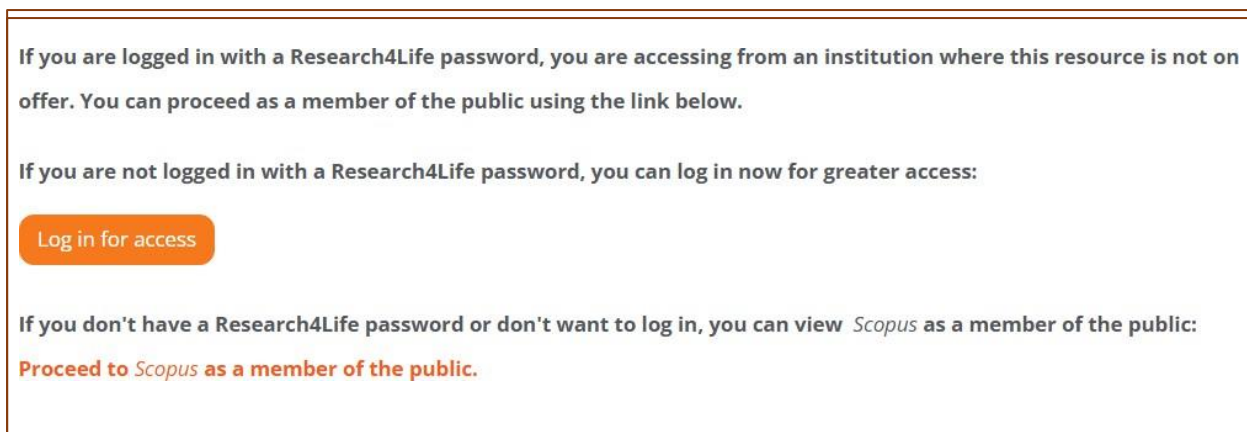 If you are logged in with a Research4Life password, you are accessing from an institution where this resource is not on
offer. You can proceed as a member of the public using the link below.
If you are not logged in with a Research4Life password, you can log in now for greater access:
Log in for access
If you don't have a Research4Life password or don't want to log in, you can view Scopus as a member of the public:
Proceed to Scopus as a member of the public.